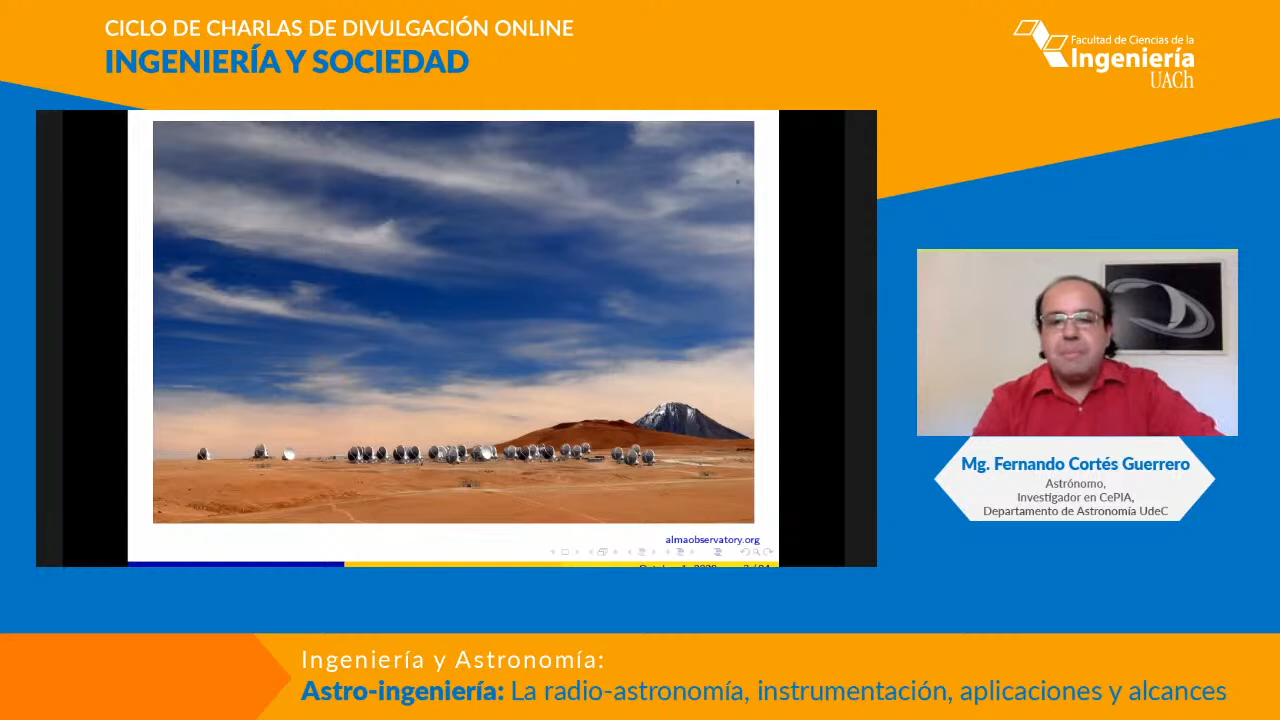 CICLO DE CHARLAS DE DIVULGACIÓN ONLINE
INGENIERÍA Y SOCIEDAD
Facultad de Ciencias de la
Ingeniería
UACh
almaobservatory.org
Mg. Fernando Cortés Guerrero
Astrónomo,
Investigador en CePIA,
Departamento de Astronomía UdeC
Ingeniería y Astronomía:
Astro-ingeniería: La radio-astronomía, instrumentación, aplicaciones y alcances